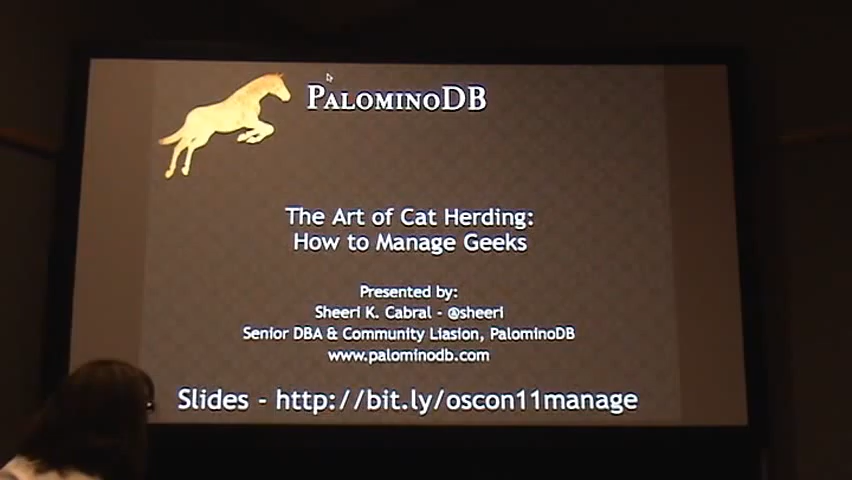 PALOMINODB
The Art of Cat Herding:
How to Manage Geeks
Presented by:
Sheeri K. Cabral - @sheeri
Senior DBA & Community Liasion, PalominoDB
www.palominodb.com
Slides - http://bit.ly/oscon11manage